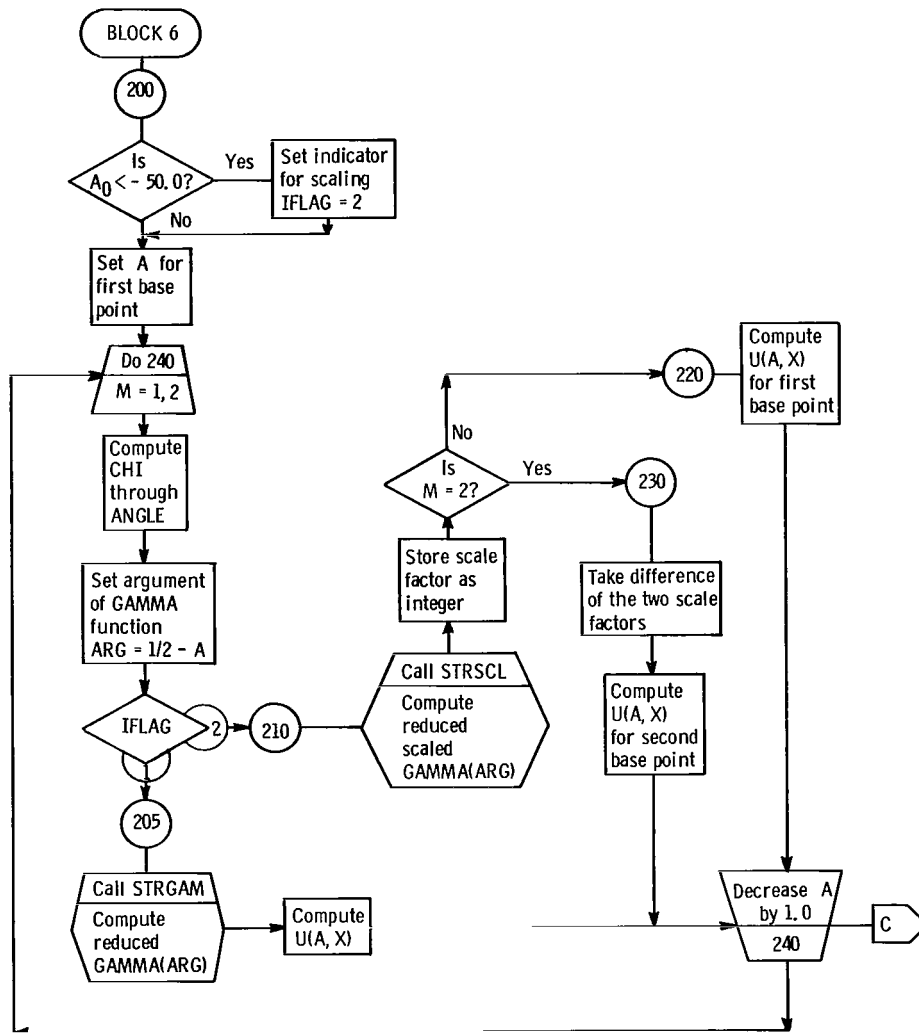 BLOCK 6
200
Is
A0 < - 50.0?
Yes
Set indicator
for scaling
IFLAG = 2
No
Set A for
first base
point
Do 240
M = 1, 2
Compute
CHI
through
ANGLE
Set argument
of GAMMA
function
ARG = 1/2 - A
IFLAG
2
1
210
205
Call STRGAM
Compute
reduced
GAMMA(ARG)
Compute
U(A, X)
Call STRSCL
Compute
reduced
scaled
GAMMA(ARG)
Store scale
factor as
integer
Is
M = 2?
No
Yes
220
Compute
U(A, X)
for first
base point
230
Take difference
of the two scale
factors
Compute
U(A, X)
for second
base point
Decrease A
by 1.0
240
C